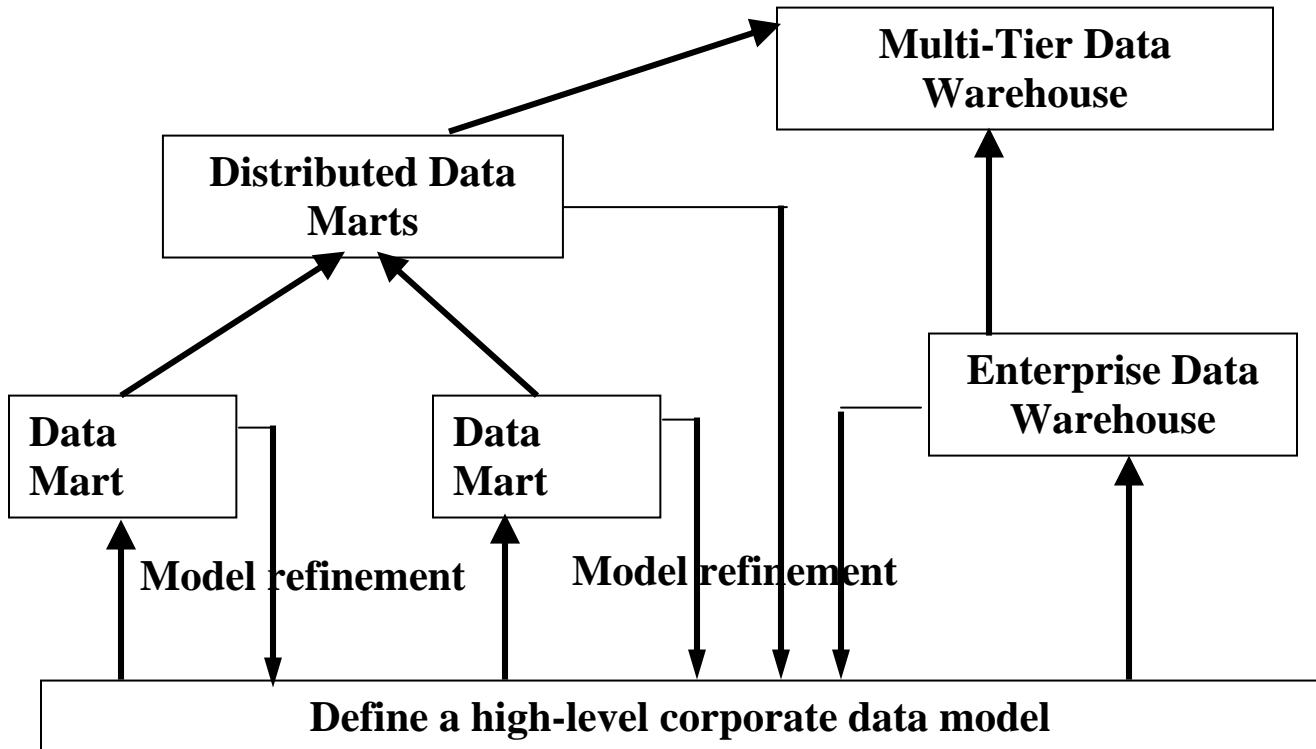 Multi-Tier Data
Warehouse
Distributed Data
Marts
Enterprise Data
Warehouse
Data
Mart
Data
Mart
Model refinement
Model refinement
Define a high-level corporate data model